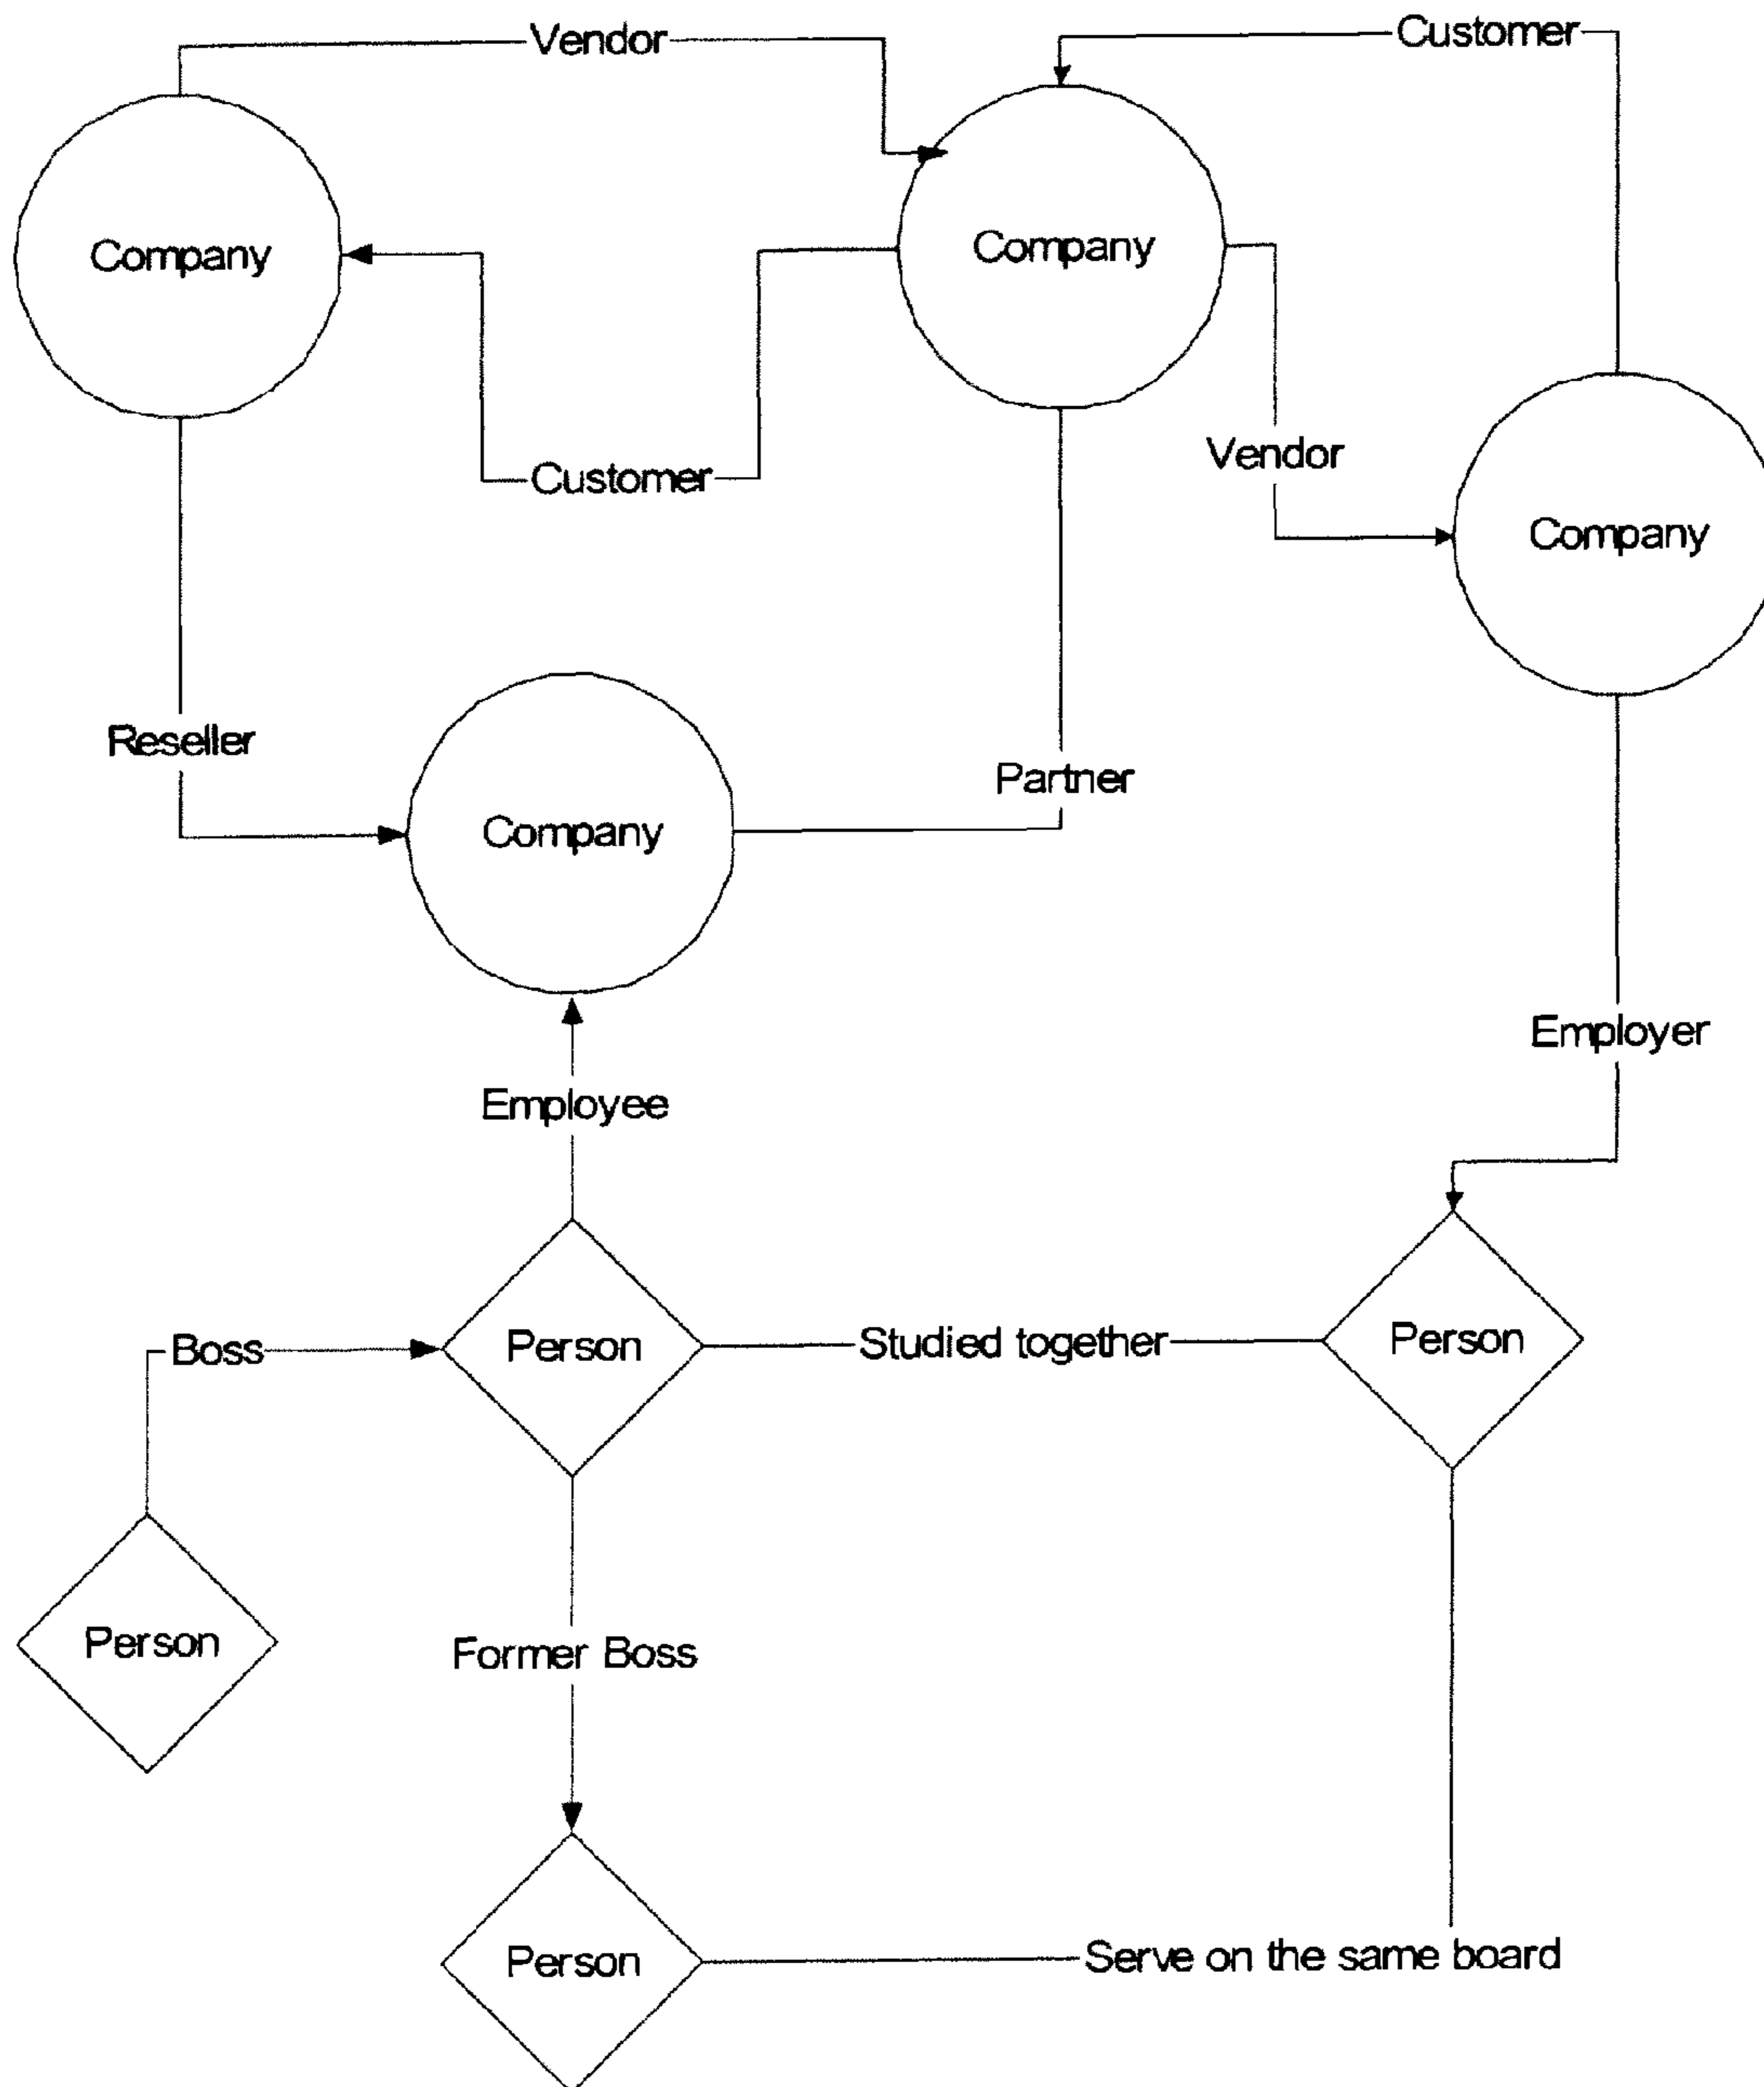 Vendor
Customer
Company
Company
Vendor
Customer
Company
Reseller
Partner
Company
Employer
Employee
Person
Studied together
Person
Boss
Person
Former Boss
Person
Serve on the same board